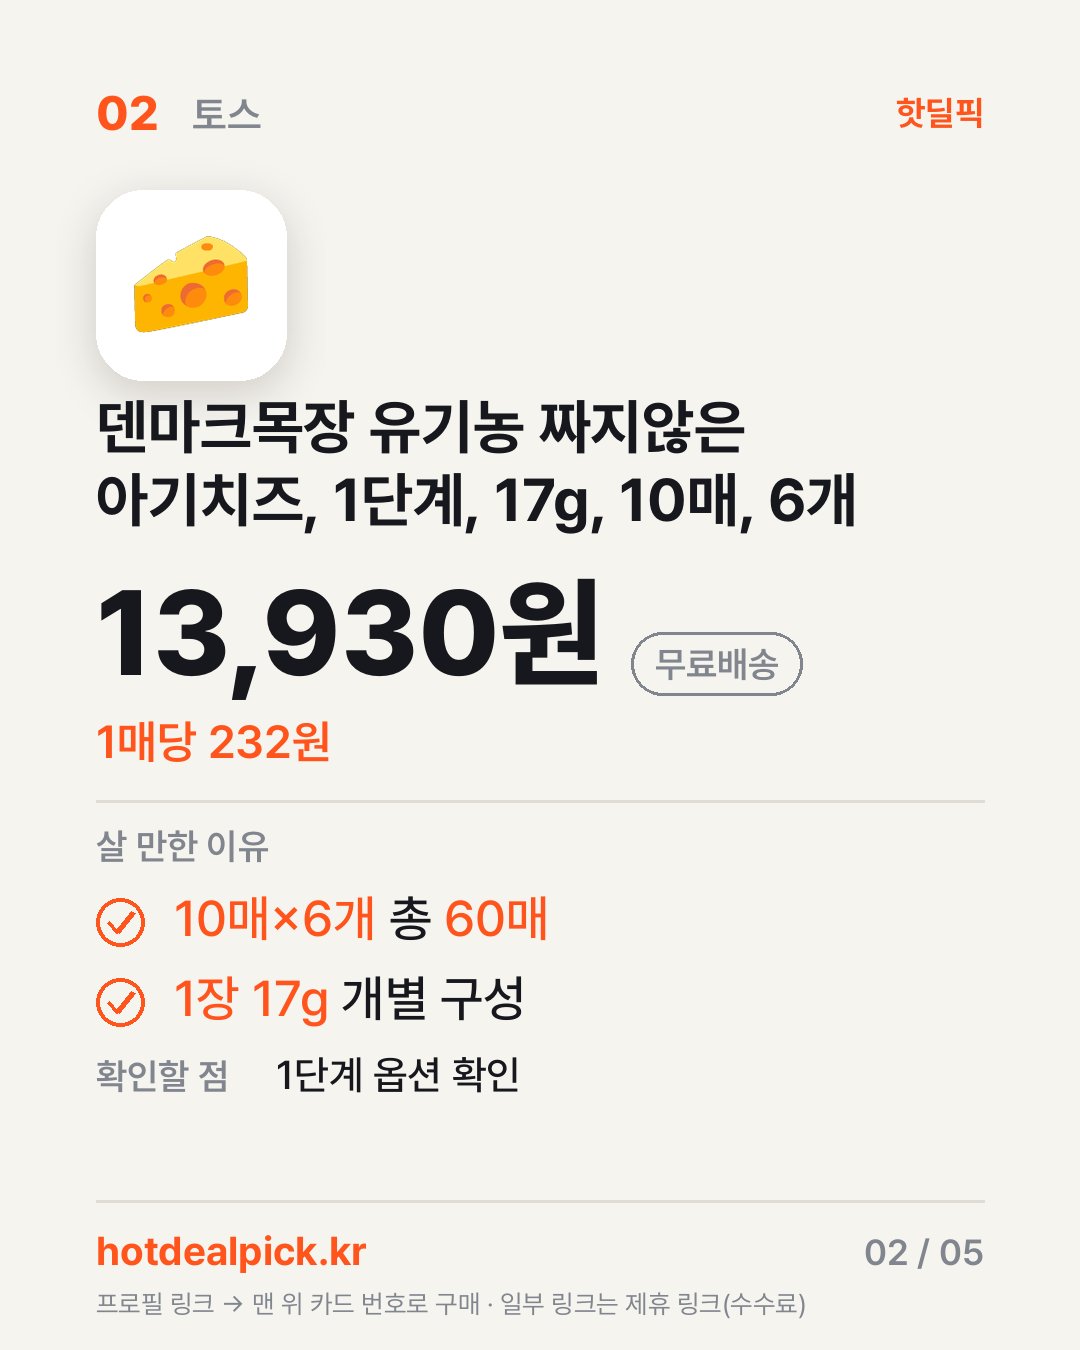 02 토스
핫딜픽
덴마크목장 유기농 짜지않은
아기치즈, 1단계, 17g, 10매, 6개
13,930원 무료배송
1매당 232원
살 만한 이유
10매×6개 총 60매
1장 17g 개별 구성
확인할 점 1단계 옵션 확인
hotdealpick.kr
02 / 05
프로필 링크 → 맨 위 카드 번호로 구매 · 일부 링크는 제휴 링크(수수료)